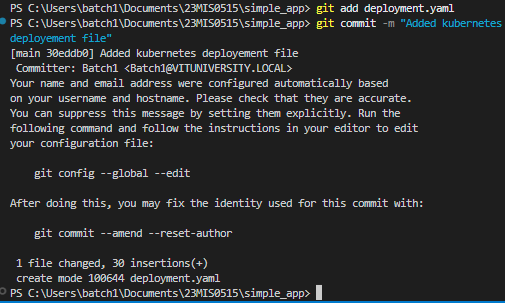 PS C:\Users\batch1\Documents\23MIS0515\simple_app> git add deployment.yaml
PS C:\Users\batch1\Documents\23MIS0515\simple_app> git commit -m "Added kubernetes
deployement file"
[main 30eddb0] Added kubernetes deployement file
 Committer: Batch1 <Batch1@VITUNIVERSITY.LOCAL>
Your name and email address were configured automatically based
on your username and hostname. Please check that they are accurate.
You can suppress this message by setting them explicitly. Run the
following command and follow the instructions in your editor to edit
your configuration file:

    git config --global --edit

After doing this, you may fix the identity used for this commit with:

    git commit --amend --reset-author

 1 file changed, 30 insertions(+)
 create mode 100644 deployment.yaml
PS C:\Users\batch1\Documents\23MIS0515\simple_app>